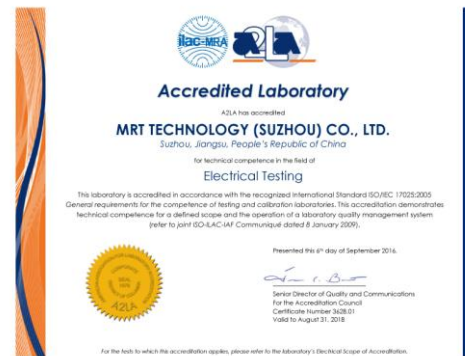 ilac-MRA
A2LA
Accredited Laboratory
A2LA has accredited
MRT TECHNOLOGY (SUZHOU) CO., LTD.
Suzhou, Jiangsu, People's Republic of China
for technical competence in the field of
Electrical Testing
This laboratory is accredited in accordance with the recognized International Standard ISO/IEC 17025:2005
General requirements for the competence of testing and calibration laboratories. This accreditation demonstrates
technical competence for a defined scope and the operation of a laboratory quality management system
(refer to joint ISO-ILAC-IAF Communiqué dated 8 January 2009).
Presented this 6th day of September 2016.
Senior Director of Quality and Communications
For the Accreditation Council
Certificate Number 3628.01
Valid to August 31, 2018
CORPORATE
SEAL
A2LA
For the tests to which this accreditation applies, please refer to the laboratory's Electrical Scope of Accreditation.